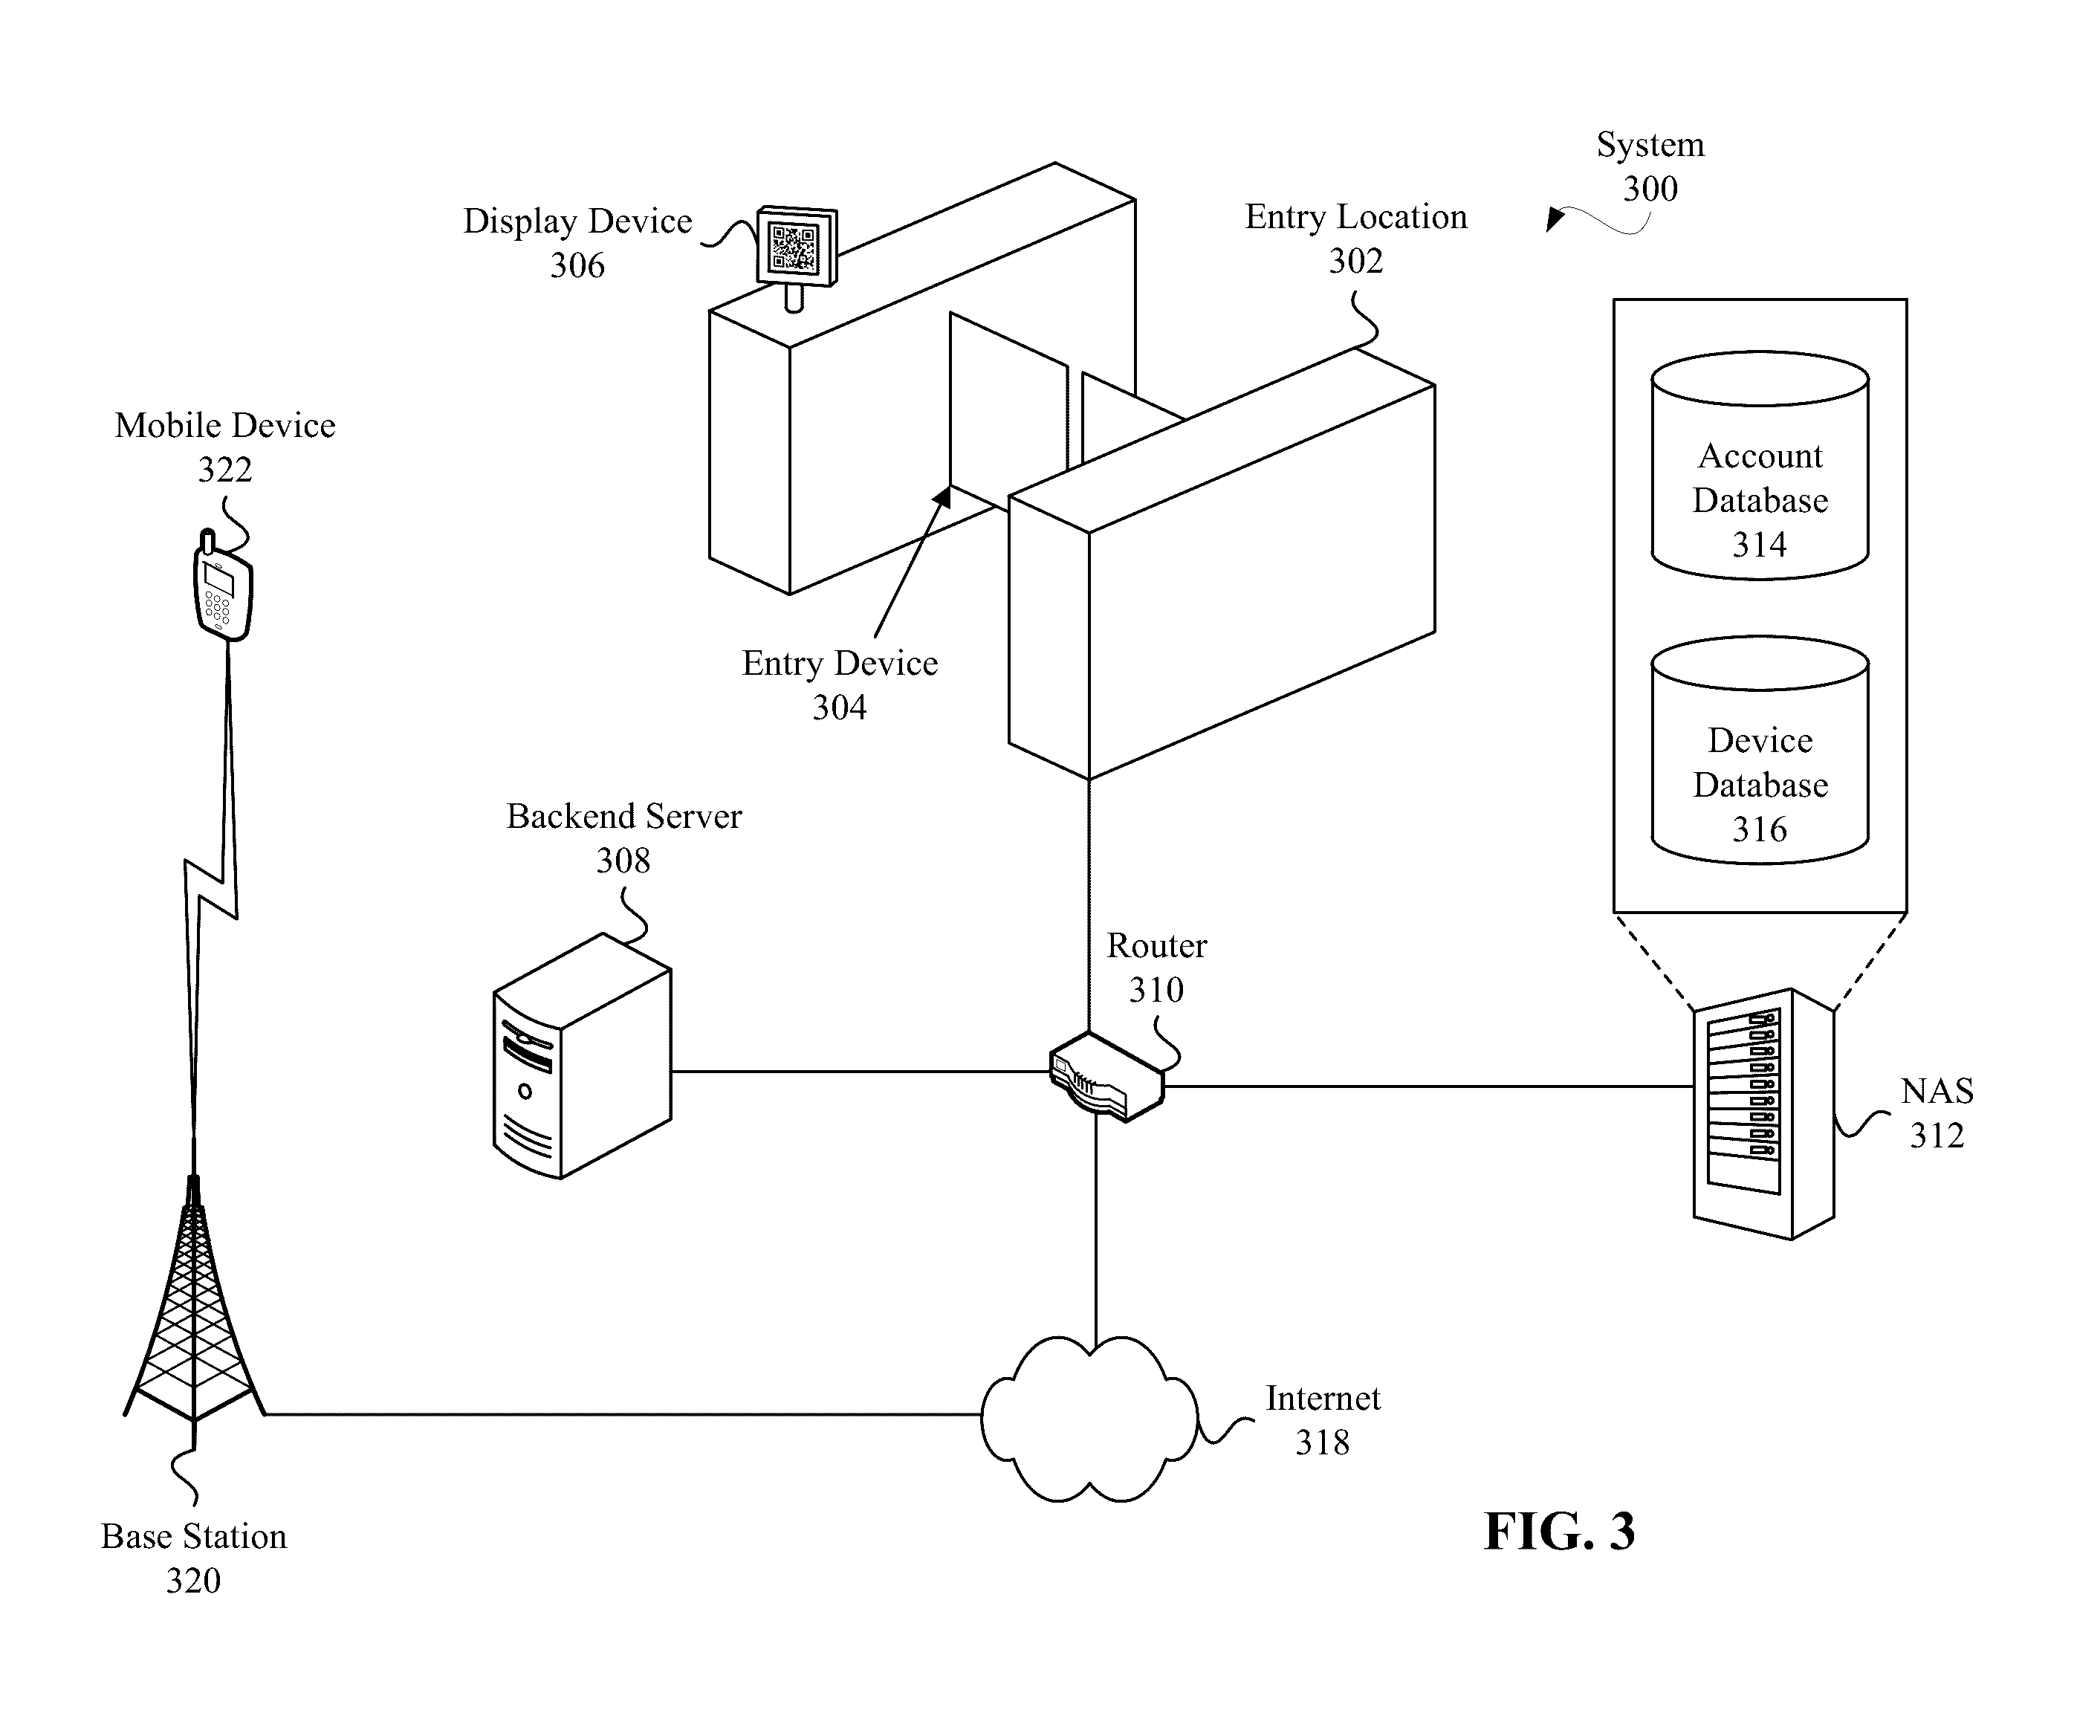 System
300
Display Device
306
Entry Location
302
Mobile Device
322
Account
Database
314
Entry Device
304
Device
Database
316
Backend Server
308
Router
310
NAS
312
Internet
318
FIG. 3
Base Station
320